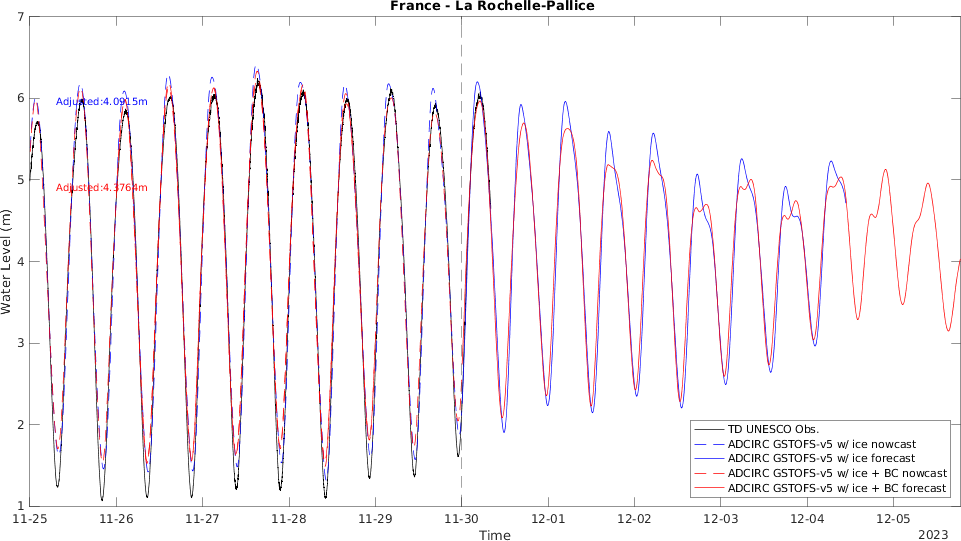 France - La Rochelle-Pallice
7
6
5
4
3
2
1
Water Level (m)
Adjusted:4.0915m
Adjusted:4.3764m
TD UNESCO Obs.
ADCIRC GSTOFS-v5 w/ ice nowcast
ADCIRC GSTOFS-v5 w/ ice forecast
ADCIRC GSTOFS-v5 w/ ice + BC nowcast
ADCIRC GSTOFS-v5 w/ ice + BC forecast
11-25 11-26 11-27 11-28 11-29 11-30 12-01 12-02 12-03 12-04 12-05
Time
2023